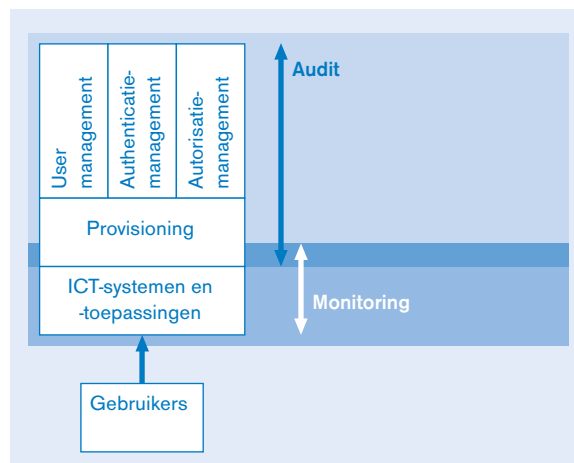 User
management
Authenticatie-
management
Autorisatie-
management
Audit
Provisioning
ICT-systemen en
-toepassingen
Monitoring
Gebruikers